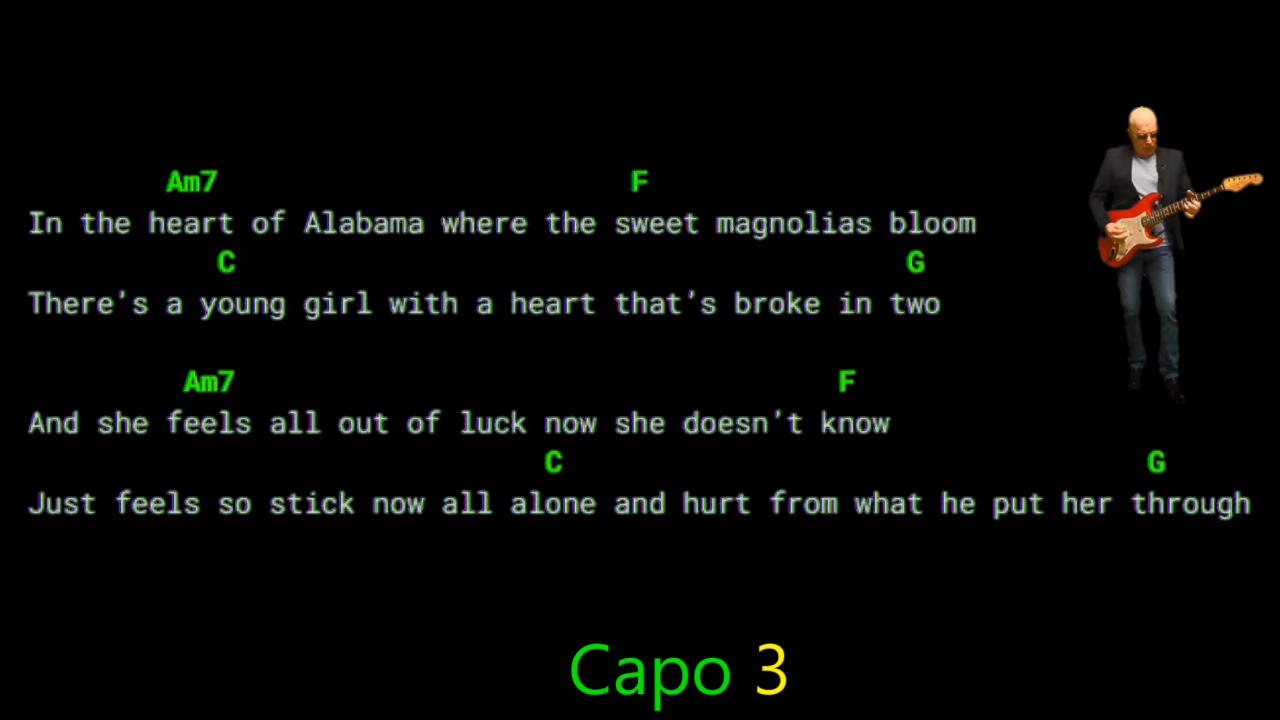 Am7 F
In the heart of Alabama where the sweet magnolias bloom
C G
There's a young girl with a heart that's broke in two
Am7 F
And she feels all out of luck now she doesn't know
C G
Just feels so stick now all alone and hurt from what he put her through
Capo 3